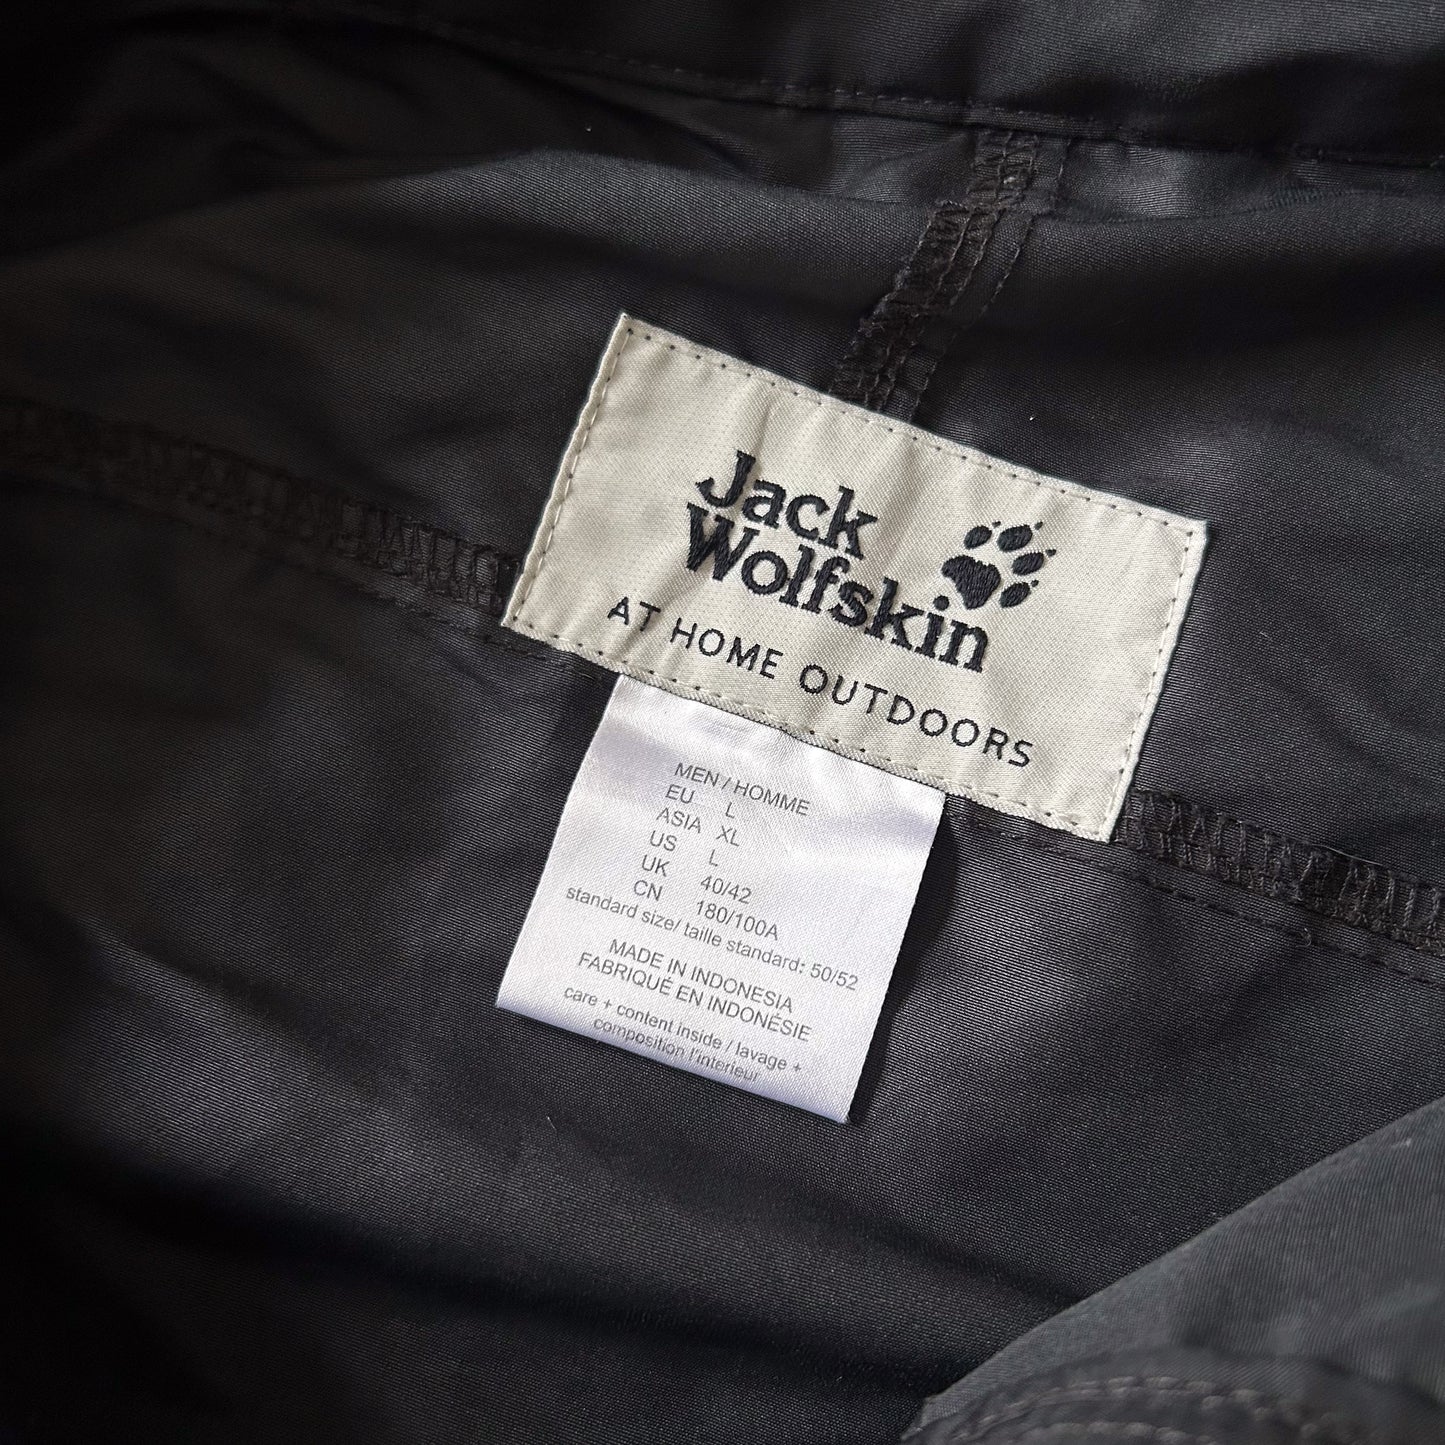 Jack
Wolfskin
AT HOME OUTDOORS
MEN / HOMME
EU L
ASIA XL
US L
UK 40/42
CN 180/100A
standard size/ taille standard: 50/52
MADE IN INDONESIA
FABRIQUÉ EN INDONÉSIE
care + content inside / lavage +
composition l'interieur